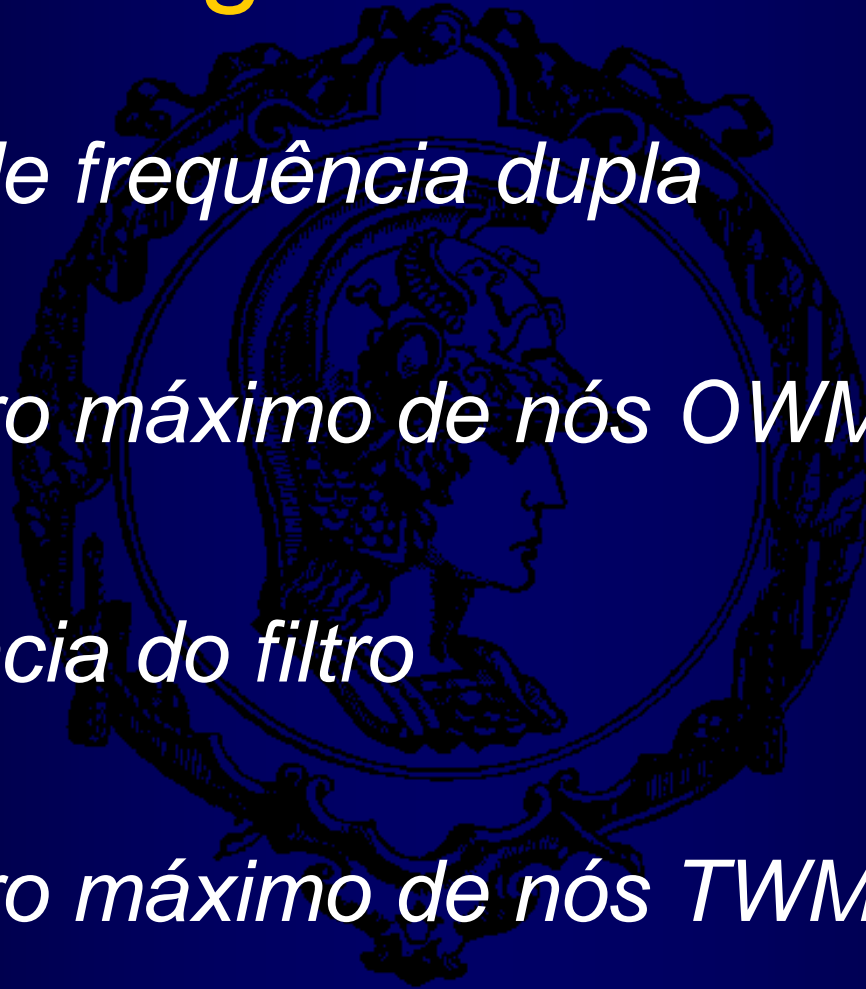 de frequência dupla
ro máximo de nós OWM
cia do filtro
ro máximo de nós TWM